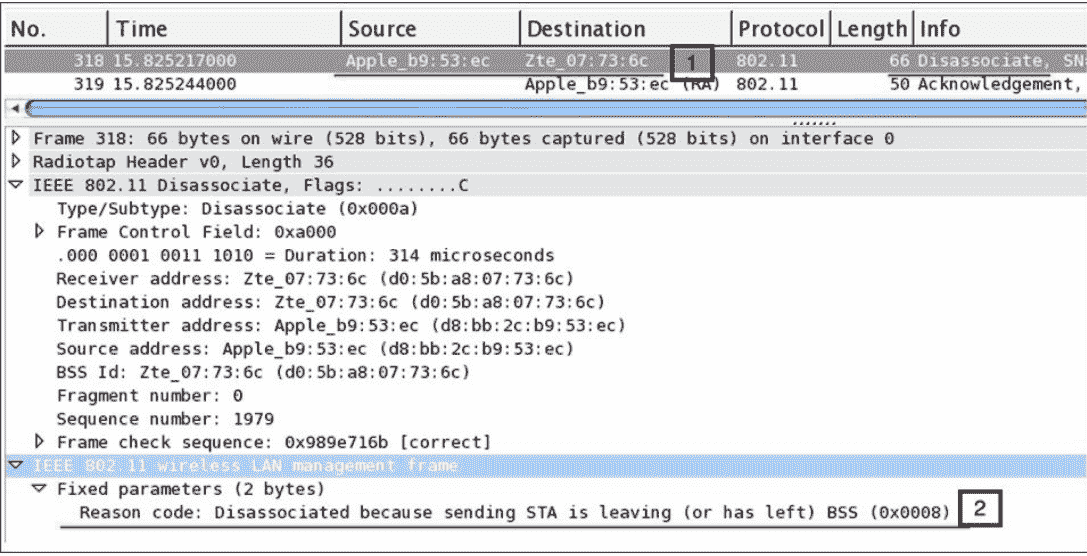 No. Time Source Destination Protocol Length Info
318 15.825217000 Apple_b9:53:ec Zte_07:73:6c 1 802.11 66 Disassociate, SN=
319 15.825244000 Apple_b9:53:ec (RA) 802.11 50 Acknowledgement,
Frame 318: 66 bytes on wire (528 bits), 66 bytes captured (528 bits) on interface 0
Radiotap Header v0, Length 36
IEEE 802.11 Disassociate, Flags: ........C
Type/Subtype: Disassociate (0x000a)
Frame Control Field: 0xa000
.000 0001 0011 1010 = Duration: 314 microseconds
Receiver address: Zte_07:73:6c (d0:5b:a8:07:73:6c)
Destination address: Zte_07:73:6c (d0:5b:a8:07:73:6c)
Transmitter address: Apple_b9:53:ec (d8:bb:2c:b9:53:ec)
Source address: Apple_b9:53:ec (d8:bb:2c:b9:53:ec)
BSS Id: Zte_07:73:6c (d0:5b:a8:07:73:6c)
Fragment number: 0
Sequence number: 1979
Frame check sequence: 0x989e716b [correct]
IEEE 802.11 wireless LAN management frame
Fixed parameters (2 bytes)
Reason code: Disassociated because sending STA is leaving (or has left) BSS (0x0008) 2